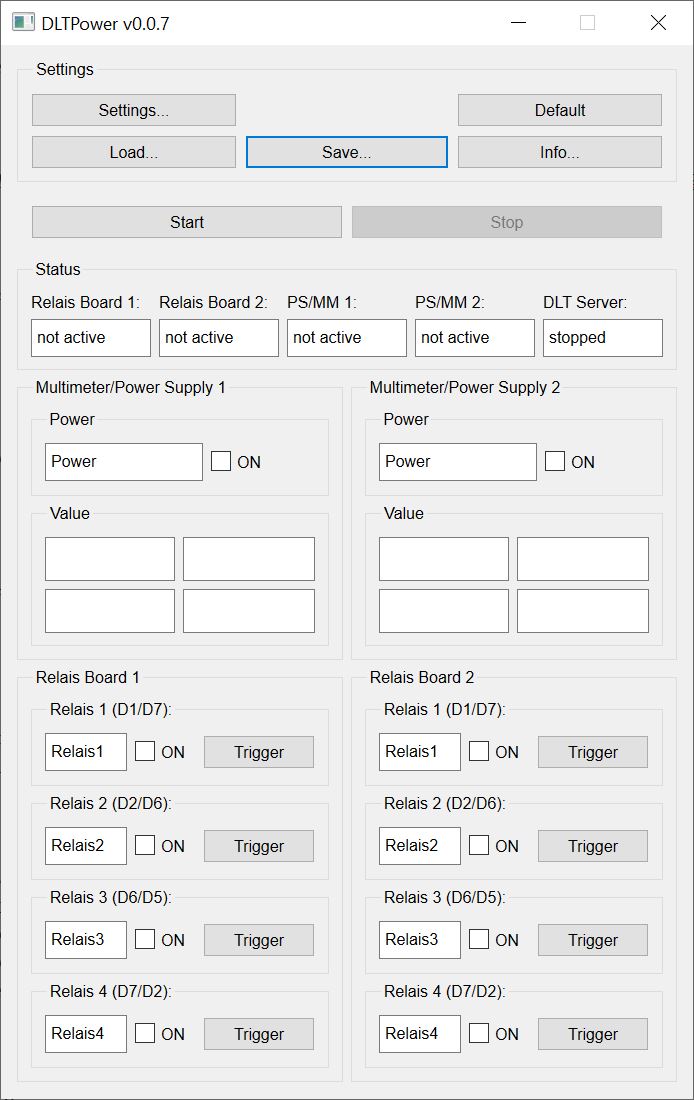 DLTPower v0.0.7
Settings
Settings... Default
Load... Save... Info...
Start Stop
Status
Relais Board 1: Relais Board 2: PS/MM 1: PS/MM 2: DLT Server:
not active not active not active not active stopped
Multimeter/Power Supply 1 Multimeter/Power Supply 2
Power Power
Power ON Power ON
Value Value
Relais Board 1 Relais Board 2
Relais 1 (D1/D7): Relais 1 (D1/D7):
Relais1 ON Trigger Relais1 ON Trigger
Relais 2 (D2/D6): Relais 2 (D2/D6):
Relais2 ON Trigger Relais2 ON Trigger
Relais 3 (D6/D5): Relais 3 (D6/D5):
Relais3 ON Trigger Relais3 ON Trigger
Relais 4 (D7/D2): Relais 4 (D7/D2):
Relais4 ON Trigger Relais4 ON Trigger